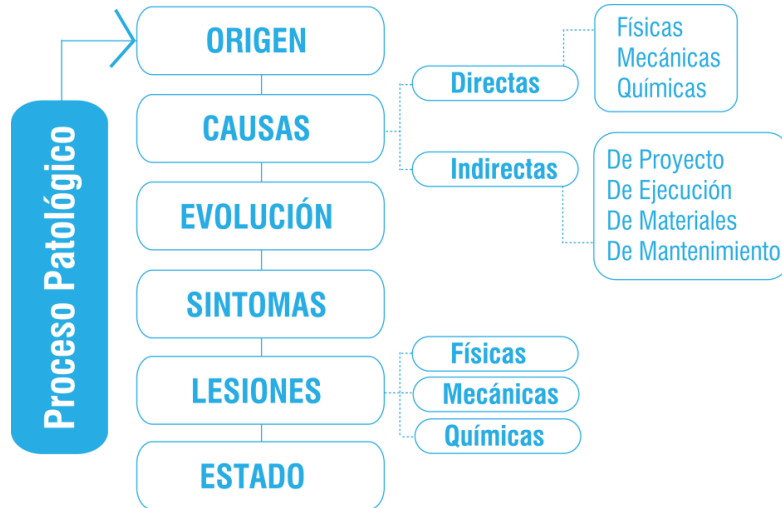 Proceso Patológico
ORIGEN
CAUSAS
Directas
Físicas
Mecánicas
Químicas
Indirectas
De Proyecto
De Ejecución
De Materiales
De Mantenimiento
EVOLUCIÓN
SINTOMAS
LESIONES
Físicas
Mecánicas
Químicas
ESTADO